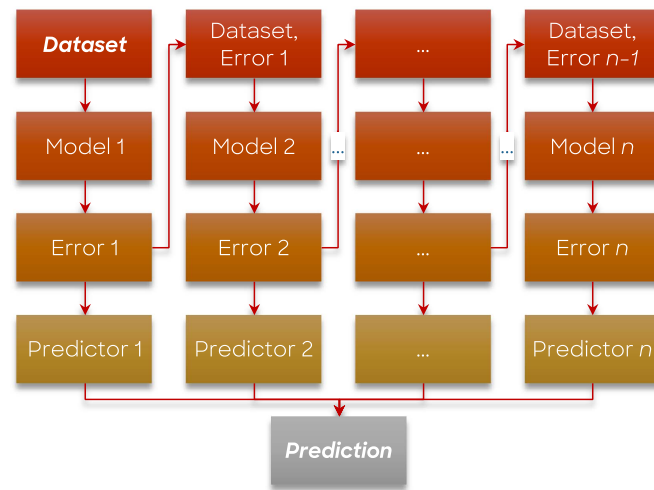 Dataset
Dataset,
Error 1
...
Dataset,
Error n-1
Model 1
Model 2
...
...
...
Model n
Error 1
Error 2
...
Error n
Predictor 1
Predictor 2
...
Predictor n
Prediction